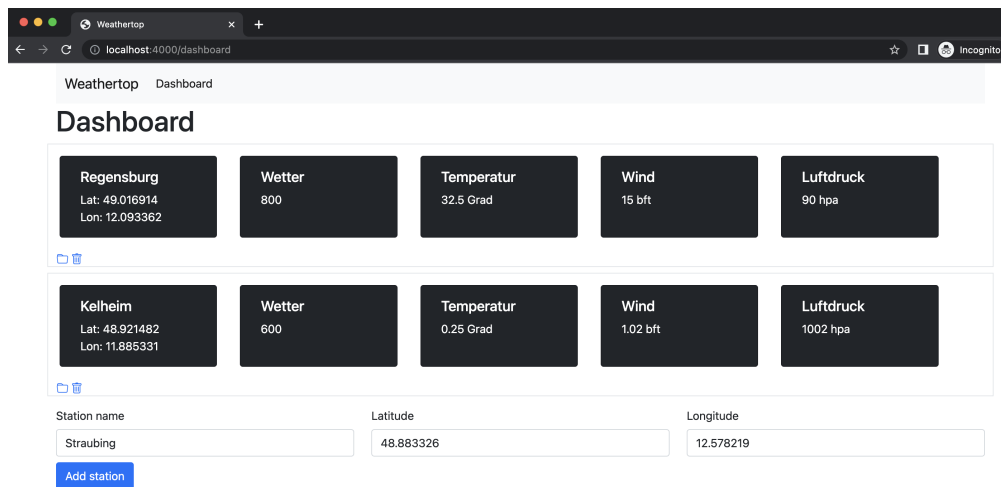 Weathertop
localhost:4000/dashboard
Incognito
Weathertop Dashboard
Dashboard
Regensburg
Lat: 49.016914
Lon: 12.093362
Wetter
800
Temperatur
32.5 Grad
Wind
15 bft
Luftdruck
90 hpa
Kelheim
Lat: 48.921482
Lon: 11.885331
Wetter
600
Temperatur
0.25 Grad
Wind
1.02 bft
Luftdruck
1002 hpa
Station name
Straubing
Latitude
48.883326
Longitude
12.578219
Add station